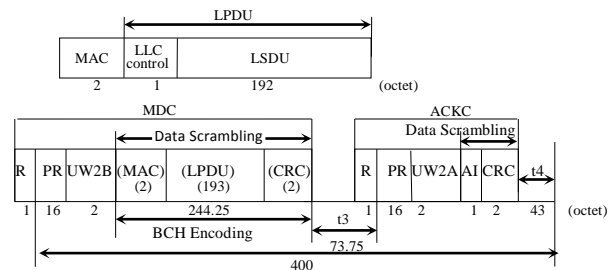 LPDU
MAC LLC control LSDU
2 1 192 (octet)
MDC ACKC
Data Scrambling Data Scrambling
R PR UW2B (MAC) (2) (LPDU) (193) (CRC) (2) R PR UW2A AI CRC t4
1 16 2 244.25 1 16 2 1 2 43 (octet)
BCH Encoding t3
73.75
400